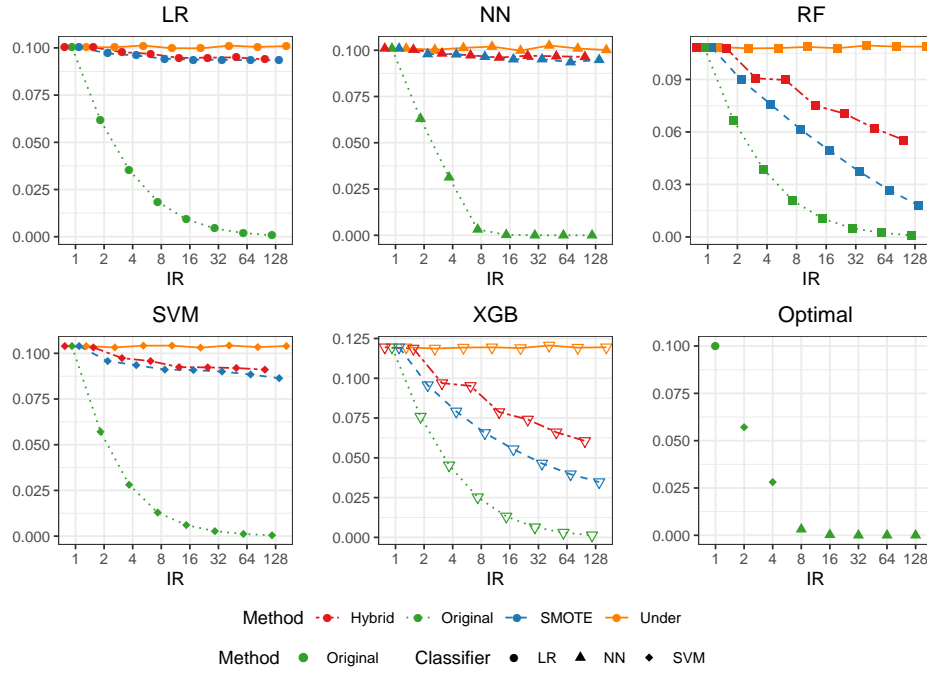 LR
NN
RF
0.100
0.075
0.050
0.025
0.000
1 2 4 8 16 32 64 128
IR
0.100
0.075
0.050
0.025
0.000
1 2 4 8 16 32 64 128
IR
0.09
0.06
0.03
0.00
1 2 4 8 16 32 64 128
IR
SVM
XGB
Optimal
0.100
0.075
0.050
0.025
0.000
1 2 4 8 16 32 64 128
IR
0.125
0.100
0.075
0.050
0.025
0.000
1 2 4 8 16 32 64 128
IR
0.100
0.075
0.050
0.025
0.000
1 2 4 8 16 32 64 128
IR
Method Hybrid Original SMOTE Under
Method Original Classifier LR NN SVM